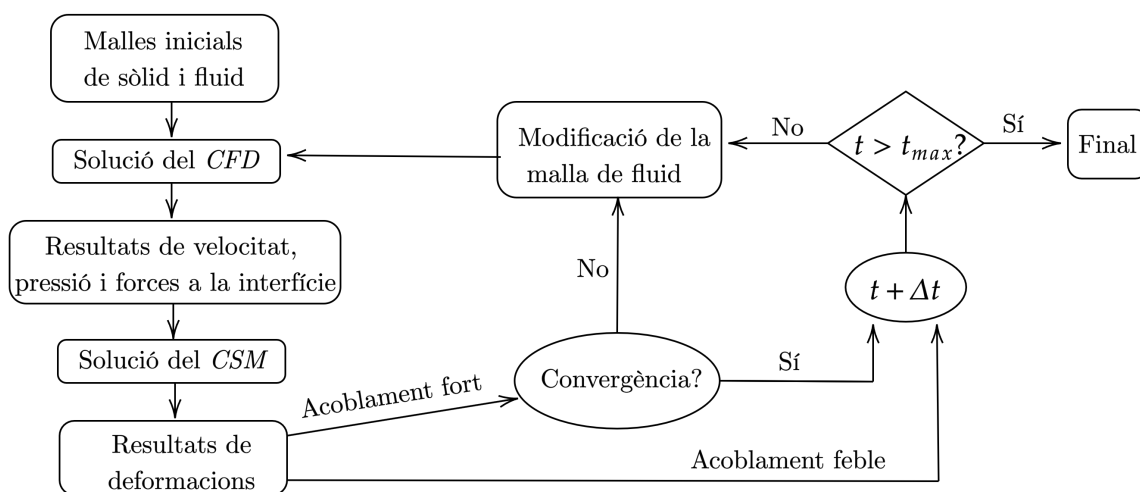 Malles inicials
de sòlid i fluid
Solució del CFD
Resultats de velocitat,
pressió i forces a la interfície
Solució del CSM
Resultats de
deformacions
Acoblament fort
Acoblament feble
Convergència?
No
Sí
Modificació de la
malla de fluid
No
t > tmax?
Sí
Final
t + Δt